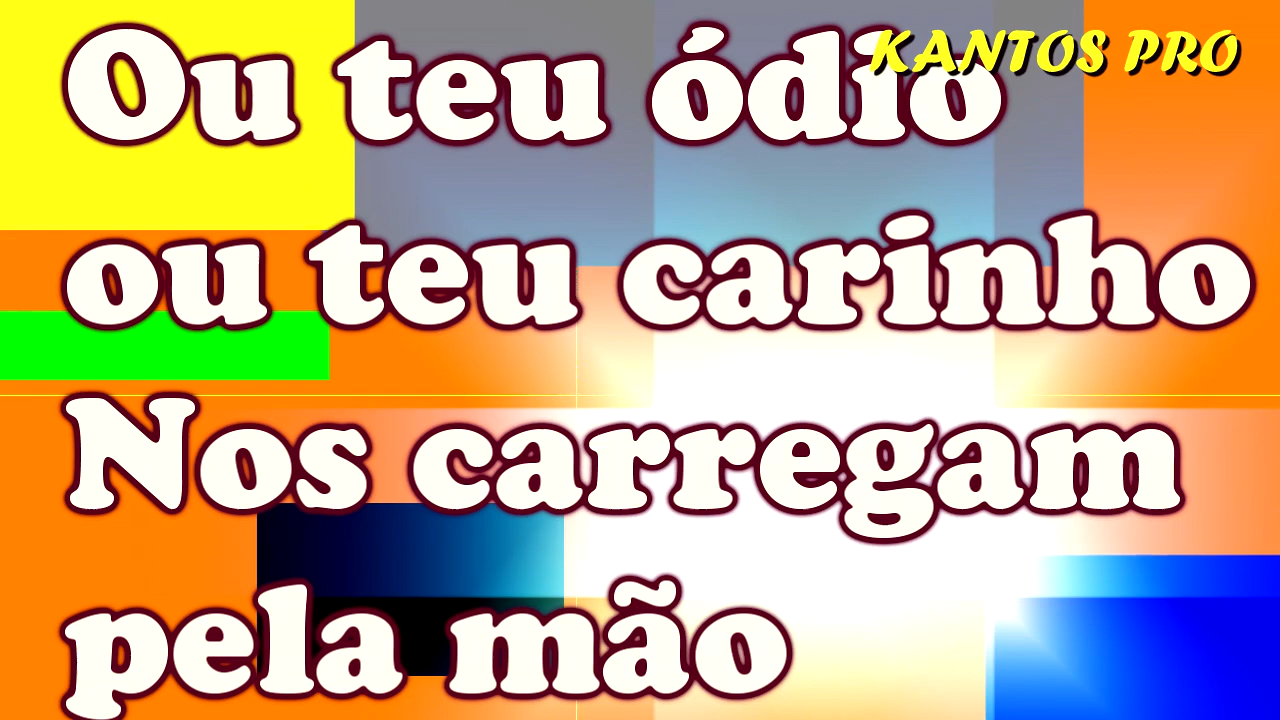 KANTOS PRO
Ou teu ódio
ou teu carinho
Nos carregam
pela mão